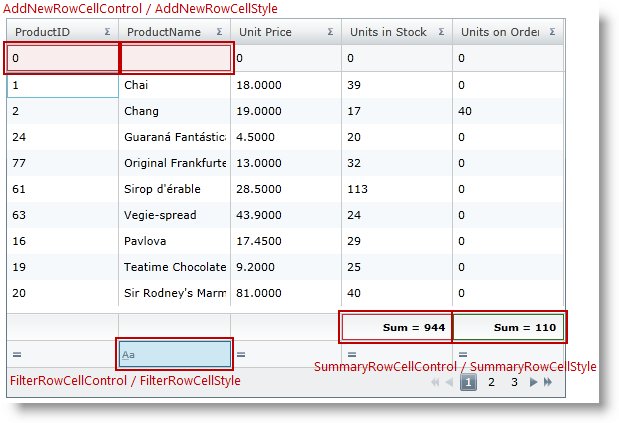 AddNewRowCellControl / AddNewRowCellStyle
ProductID Σ ProductName Σ Unit Price Σ Units in Stock Σ Units on Order Σ
0 0 0 0
1 Chai 18.0000 39 0
2 Chang 19.0000 17 40
24 Guaraná Fantástica 4.5000 20 0
77 Original Frankfurte 13.0000 32 0
61 Sirop d'érable 28.5000 113 0
63 Vegie-spread 43.9000 24 0
16 Pavlova 17.4500 29 0
19 Teatime Chocolate 9.2000 25 0
20 Sir Rodney's Marm 81.0000 40 0
Sum = 944 Sum = 110
= Aa = = =
SummaryRowCellControl / SummaryRowCellStyle
FilterRowCellControl / FilterRowCellStyle
1 2 3